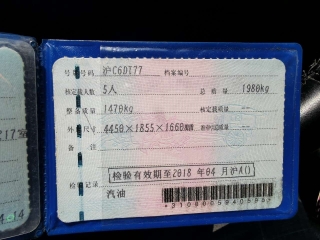 号牌号码 沪C6D777 档案编号
核定载人数 5人 总质量 1980kg
整备质量 1470kg 核定载质量 --
外廓尺寸 4450×1855×1660mm 准牵引总质量 --
备注
检验有效期至2018年04月沪A()
检验记录
汽油